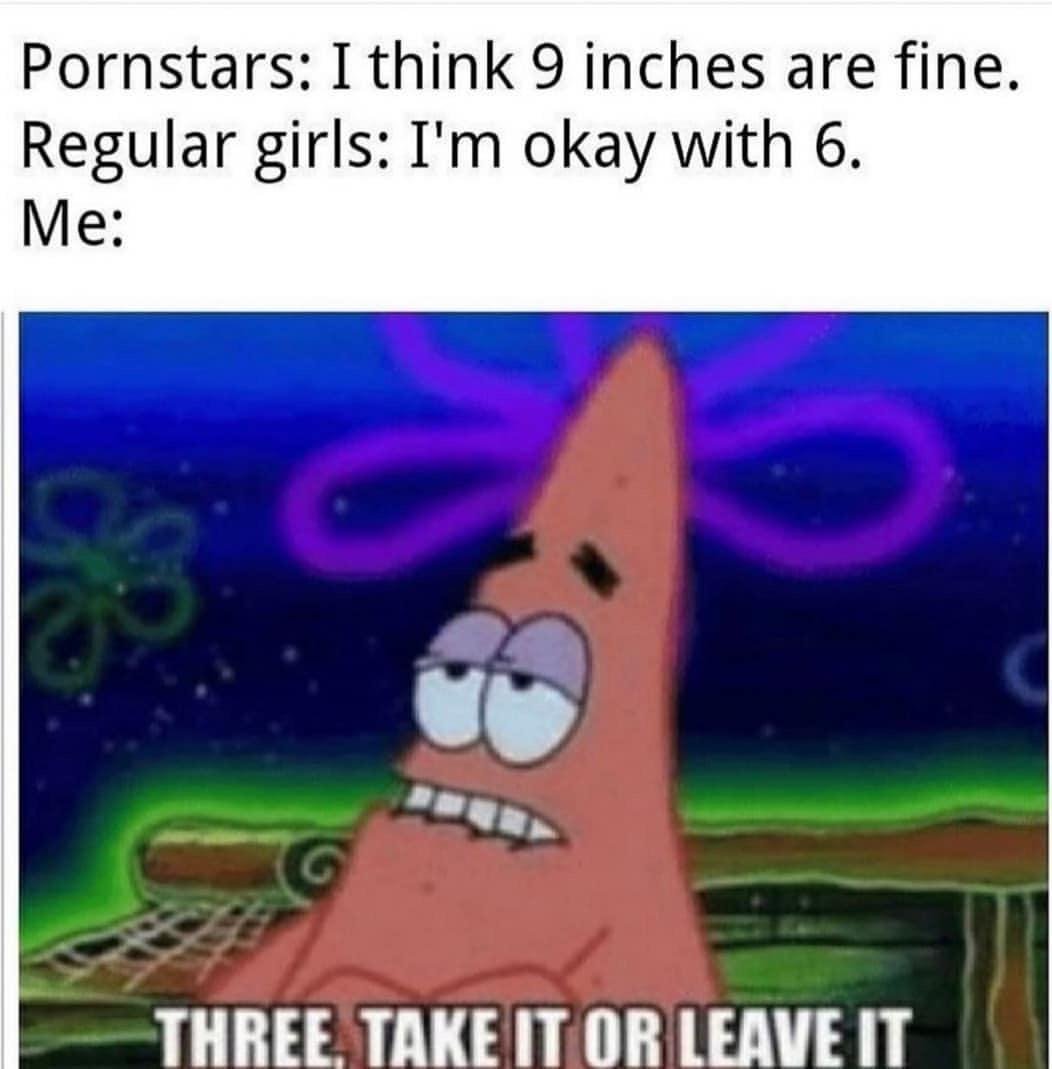 Pornstars: I think 9 inches are fine.
Regular girls: I'm okay with 6.
Me:
THREE, TAKE IT OR LEAVE IT